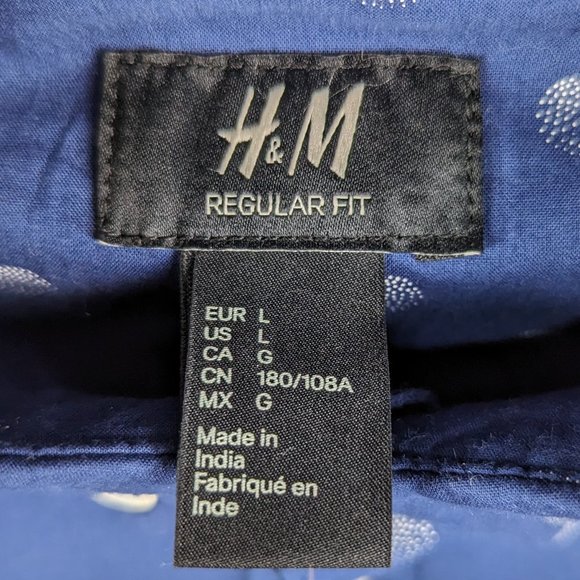 H&M
REGULAR FIT
EUR L
US L
CA G
CN 180/108A
MX G
Made in
India
Fabriqué en
Inde